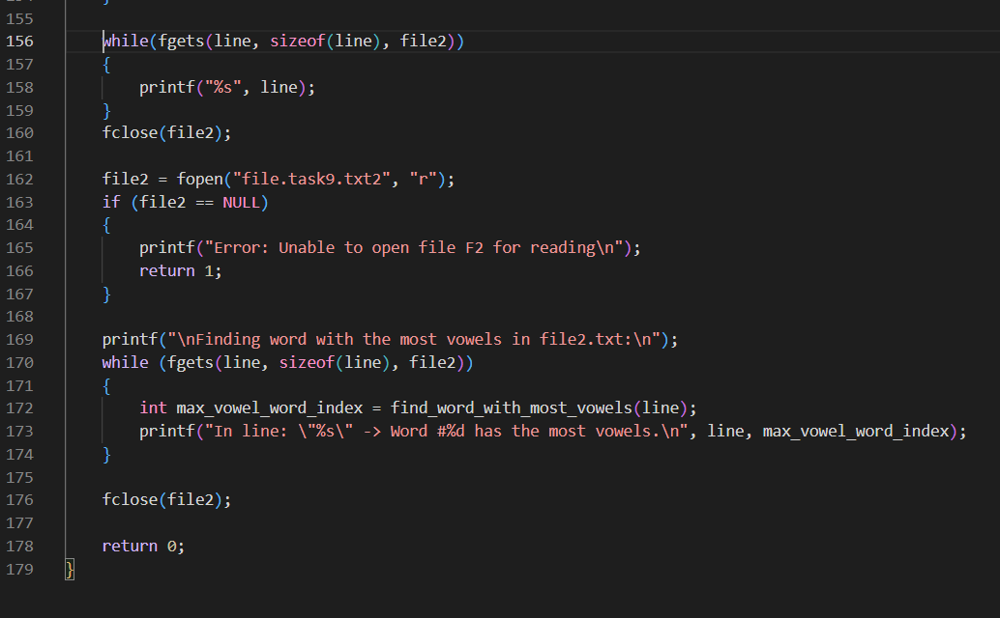 155
156 while(fgets(line, sizeof(line), file2))
157 {
158 printf("%s", line);
159 }
160 fclose(file2);
161
162 file2 = fopen("file.task9.txt2", "r");
163 if (file2 == NULL)
164 {
165 printf("Error: Unable to open file F2 for reading\n");
166 return 1;
167 }
168
169 printf("\nFinding word with the most vowels in file2.txt:\n");
170 while (fgets(line, sizeof(line), file2))
171 {
172 int max_vowel_word_index = find_word_with_most_vowels(line);
173 printf("In line: \"%s\" -> Word #%d has the most vowels.\n", line, max_vowel_word_index);
174 }
175
176 fclose(file2);
177
178 return 0;
179 }